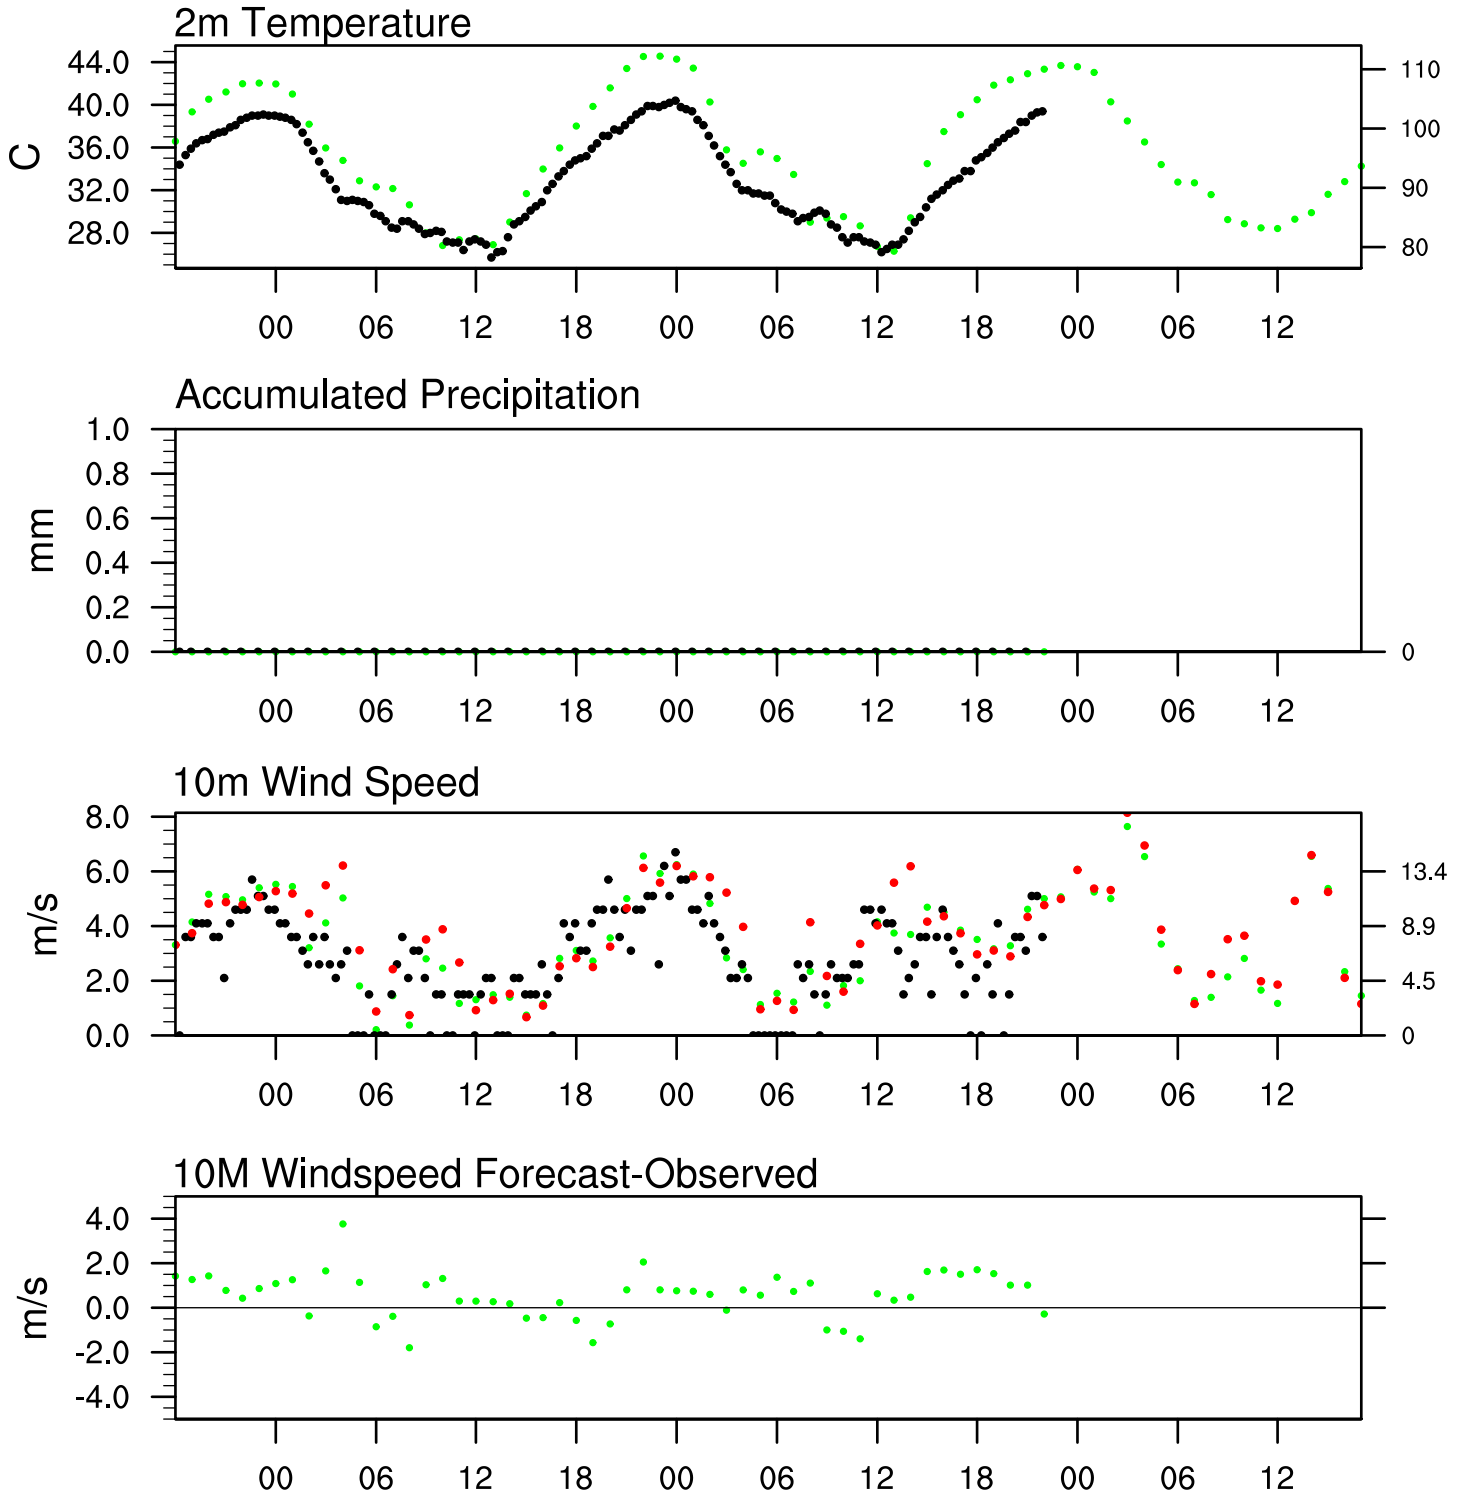 2m Temperature
44.0
40.0
36.0
32.0
28.0
C
110
100
90
80
00 06 12 18 00 06 12 18 00 06 12
Accumulated Precipitation
1.0
0.8
0.6
0.4
0.2
0.0
mm
0
00 06 12 18 00 06 12 18 00 06 12
10m Wind Speed
8.0
6.0
4.0
2.0
0.0
m/s
13.4
8.9
4.5
0
00 06 12 18 00 06 12 18 00 06 12
10M Windspeed Forecast-Observed
4.0
2.0
0.0
-2.0
-4.0
m/s
00 06 12 18 00 06 12 18 00 06 12